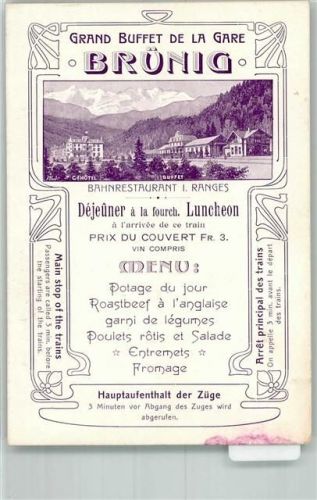 GRAND BUFFET DE LA GARE
BRÜNIG
G. HÔTEL
BUFFET
BAHNRESTAURANT I. RANGES
Déjeûner à la fourch. Luncheon
à l'arrivée de ce train
PRIX DU COUVERT FR. 3.
VIN COMPRIS
MENU:
Potage du jour
Roastbeef à l'anglaise
garni de légumes
Poulets rôtis et Salade
☆ Entremets ☆
Fromage
Main stop of the trains
Passengers are called 3 min. before
the starting of the trains.
Arrêt principal des trains
On appelle 3 min. avant le départ
des trains.
Hauptaufenthalt der Züge
3 Minuten vor Abgang des Zuges wird
abgerufen.